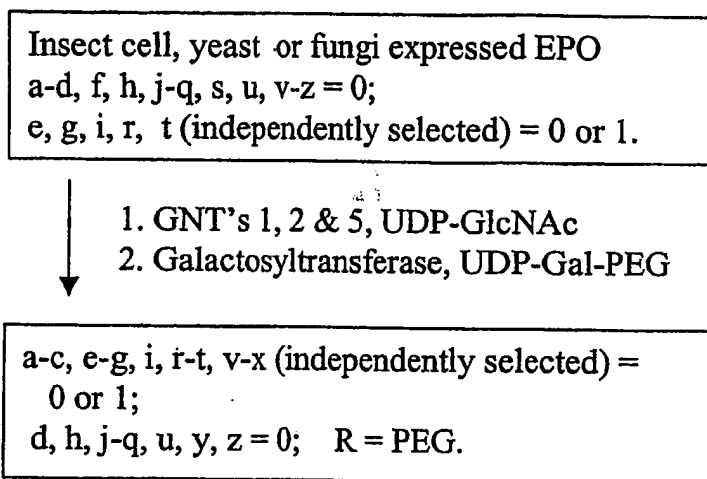 Insect cell, yeast or fungi expressed EPO
a-d, f, h, j-q, s, u, v-z = 0;
e, g, i, r, t (independently selected) = 0 or 1.
1. GNT's 1, 2 & 5, UDP-GlcNAc
2. Galactosyltransferase, UDP-Gal-PEG
a-c, e-g, i, r-t, v-x (independently selected) =
0 or 1;
d, h, j-q, u, y, z = 0; R = PEG.